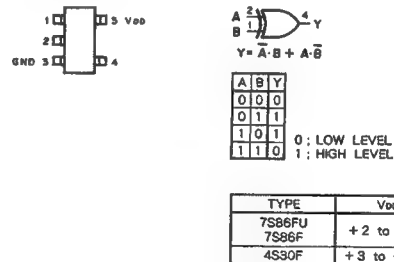 1 5 VDD
2
GND 3 4
A 2
B 1
4 Y
Y= A̅·B + A·B̅
A B Y
0 0 0
0 1 1
1 0 1
1 1 0
0 ; LOW LEVEL
1 ; HIGH LEVEL
TYPE
7S86FU
7S86F
+2 to
4S30F
+3 to